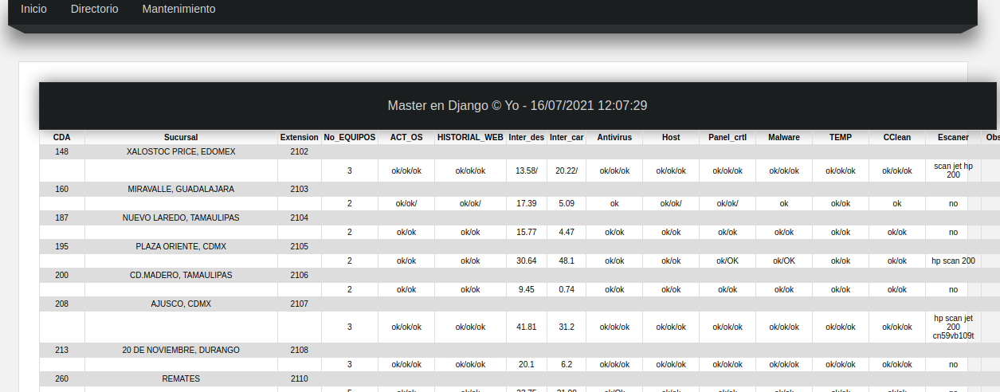 Inicio Directorio Mantenimiento
Master en Django © Yo - 16/07/2021 12:07:29
CDA Sucursal Extension No_EQUIPOS ACT_OS HISTORIAL_WEB Inter_des Inter_car Antivirus Host Panel_crtl Malware TEMP CClean Escaner Obs
148 XALOSTOC PRICE, EDOMEX 2102
3 ok/ok/ok ok/ok/ok 13.58/ 20.22/ ok/ok/ok ok/ok/ok ok/ok/ok ok/ok/ok ok/ok/ok ok/ok/ok scan jet hp
200
160 MIRAVALLE, GUADALAJARA 2103
2 ok/ok/ ok/ok/ 17.39 5.09 ok ok/ok/ ok/ok/ ok ok/ok ok no
187 NUEVO LAREDO, TAMAULIPAS 2104
2 ok/ok ok/ok 15.77 4.47 ok/ok ok/ok ok/ok ok/ok ok/ok ok/ok no
195 PLAZA ORIENTE, CDMX 2105
2 ok/ok ok/ok 30.64 48.1 ok/ok ok/ok ok/OK ok/OK ok/ok ok/ok hp scan 200
200 CD.MADERO, TAMAULIPAS 2106
2 ok/ok ok/ok 9.45 0.74 ok/ok ok/ok ok/ok ok/ok ok/ok ok/ok no
208 AJUSCO, CDMX 2107
3 ok/ok/ok ok/ok/ok 41.81 31.2 ok/ok/ok ok/ok/ok ok/ok/ok ok/ok/ok ok/ok/ok ok/ok/ok hp scan jet
200
cn59vb109t
213 20 DE NOVIEMBRE, DURANGO 2108
3 ok/ok/ok ok/ok/ok 20.1 6.2 ok/ok/ok ok/ok/ok ok/ok/ok ok/ok/ok ok/ok/ok ok/ok/ok no
260 REMATES 2110